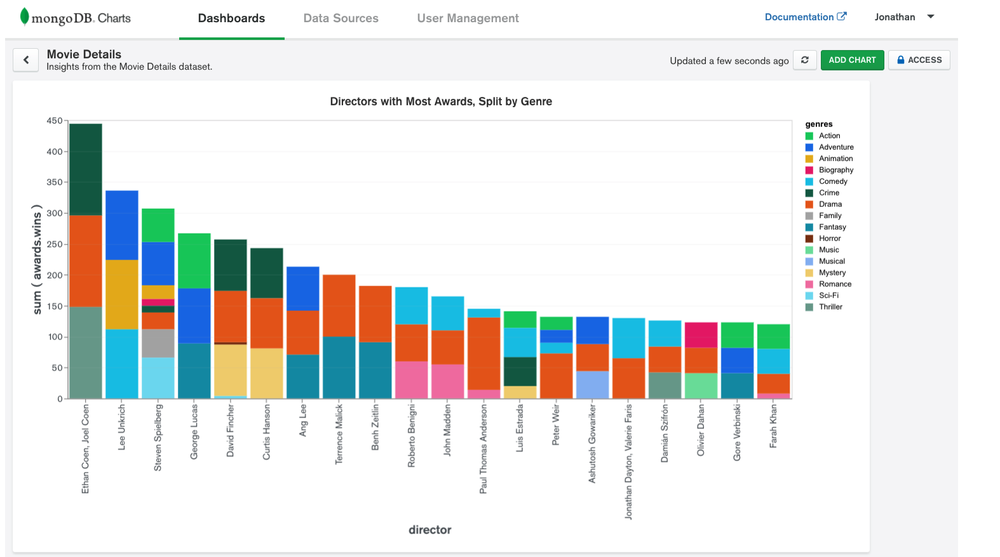 mongoDB. Charts
Dashboards
Data Sources
User Management
Documentation
Jonathan
Movie Details
Insights from the Movie Details dataset.
Updated a few seconds ago
ADD CHART
ACCESS
Directors with Most Awards, Split by Genre
sum ( awards.wins )
450
400
350
300
250
200
150
100
50
0
Ethan Coen, Joel Coen
Lee Unkrich
Steven Spielberg
George Lucas
David Fincher
Curtis Hanson
Ang Lee
Terrence Malick
Benh Zeitlin
Roberto Benigni
John Madden
Paul Thomas Anderson
Luis Estrada
Peter Weir
Ashutosh Gowariker
Jonathan Dayton, Valerie Faris
Damián Szifrón
Olivier Dahan
Gore Verbinski
Farah Khan
director
genres
Action
Adventure
Animation
Biography
Comedy
Crime
Drama
Family
Fantasy
Horror
Music
Musical
Mystery
Romance
Sci-Fi
Thriller